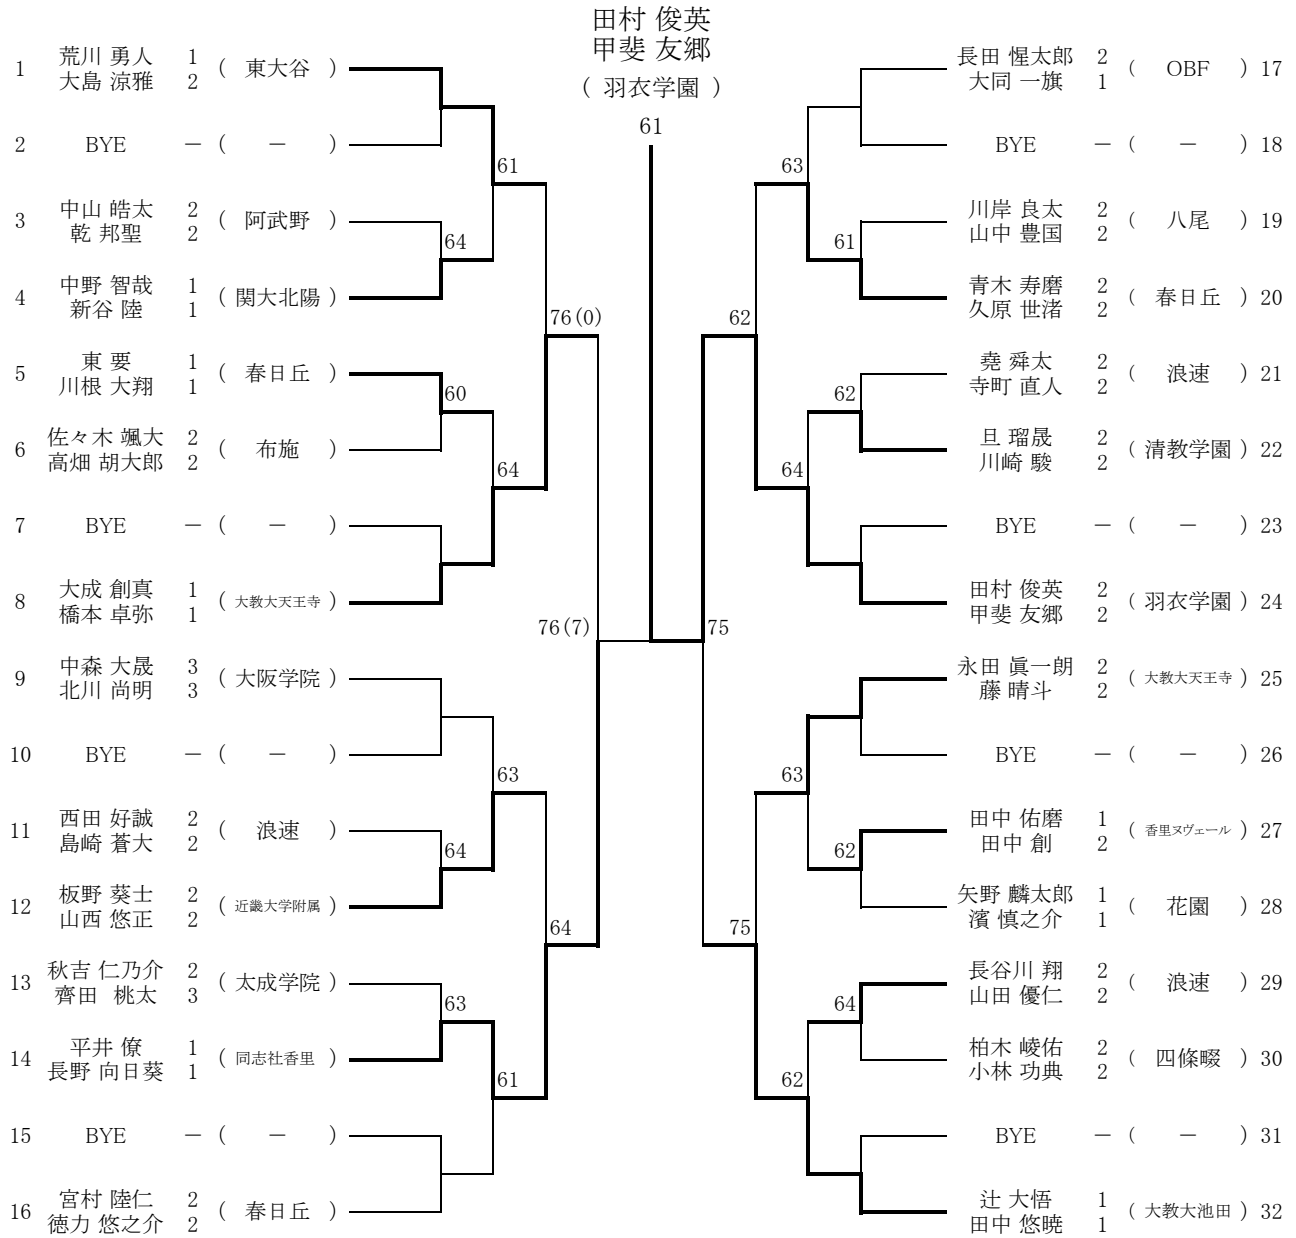 田村 俊英
甲斐 友郷
( 羽衣学園 )
61
1 荒川 勇人 1 ( 東大谷 )
大島 涼雅 2
2 BYE － ( － )
3 中山 皓太 2 ( 阿武野 )
乾 邦聖 2
4 中野 智哉 1 ( 関大北陽 )
新谷 陸 1
5 東 要 1 ( 春日丘 )
川根 大翔 1
6 佐々木 颯大 2 ( 布施 )
高畑 胡太郎 2
7 BYE － ( － )
8 大成 創真 1 ( 大教大天王寺 )
橋本 卓弥 1
9 中森 大晟 3 ( 大阪学院 )
北川 尚明 3
10 BYE － ( － )
11 西田 好誠 2 ( 浪速 )
島崎 蒼大 2
12 板野 葵士 2 ( 近畿大学附属 )
山西 悠正 2
13 秋吉 仁乃介 2 ( 太成学院 )
齊田 桃太 3
14 平井 僚 1 ( 同志社香里 )
長野 向日葵 1
15 BYE － ( － )
16 宮村 陸仁 2 ( 春日丘 )
徳力 悠之介 2
64
60
64
63
61
64
63
61
76(0)
64
76(7)
75
62
75
63
64
63
62
61
62
62
64
長田 惺太郎 2 ( OBF ) 17
大同 一旗 1
BYE － ( － ) 18
川岸 良太 2 ( 八尾 ) 19
山中 豊国 2
青木 寿磨 2 ( 春日丘 ) 20
久原 世渚 2
堯 舜太 2 ( 浪速 ) 21
寺町 直人 2
旦 瑠晟 2 ( 清教学園 ) 22
川崎 駿 2
BYE － ( － ) 23
田村 俊英 2 ( 羽衣学園 ) 24
甲斐 友郷 2
永田 眞一朗 2 ( 大教大天王寺 ) 25
藤 晴斗 2
BYE － ( － ) 26
田中 佑磨 1 ( 香里ヌヴェール ) 27
田中 創 2
矢野 麟太郎 1 ( 花園 ) 28
濱 慎之介 1
長谷川 翔 2 ( 浪速 ) 29
山田 優仁 2
柏木 崚佑 2 ( 四條畷 ) 30
小林 功典 2
BYE － ( － ) 31
辻 大悟 1 ( 大教大池田 ) 32
田中 悠暁 1